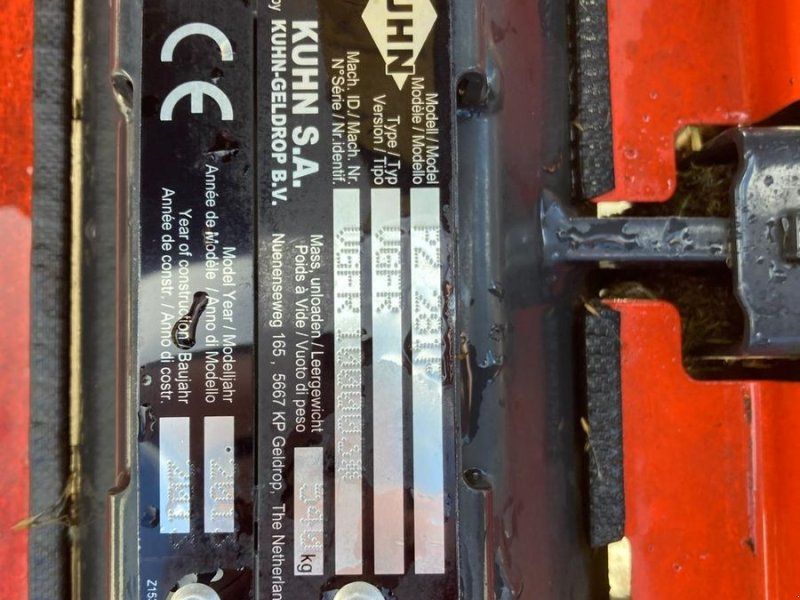 KUHN
Modell / Model
Modèle / Modello
Type / Typ
Version / Tipo
VGFK
Mach. ID./ Mach. Nr.
N°Série / Nr.identif.
KUHN S.A.
by KUHN-GELDROP B.V.
Mass, unloaden / Leergewicht
Poids à Vide / Vuoto di peso
kg
Nuenenseweg 165 , 5667 KP Geldrop, The Netherlan
CE
Model Year / Modelljahr
Année de Modèle / Anno di Modello
Year of construction / Baujahr
Année de constr. / Anno di costr.